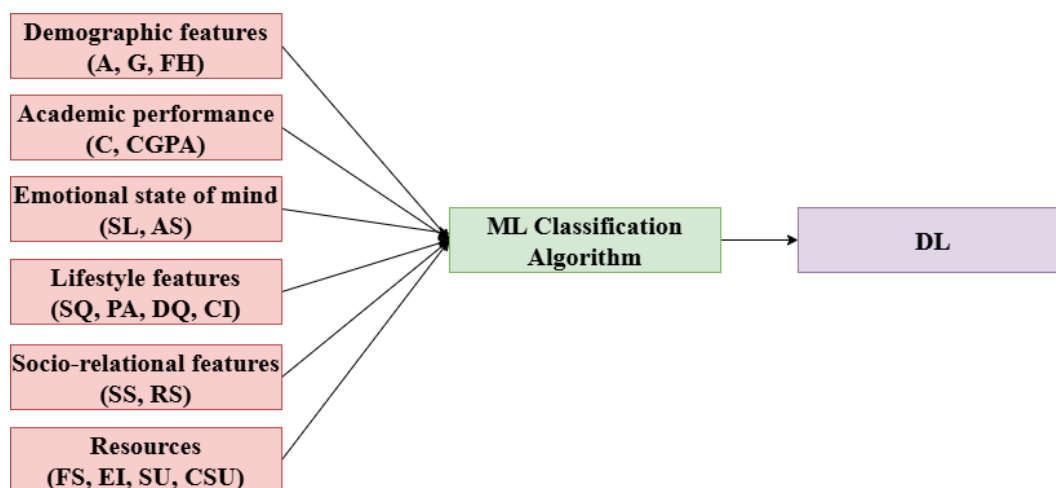 Demographic features
(A, G, FH)
Academic performance
(C, CGPA)
Emotional state of mind
(SL, AS)
Lifestyle features
(SQ, PA, DQ, CI)
Socio-relational features
(SS, RS)
Resources
(FS, EI, SU, CSU)
ML Classification
Algorithm
DL